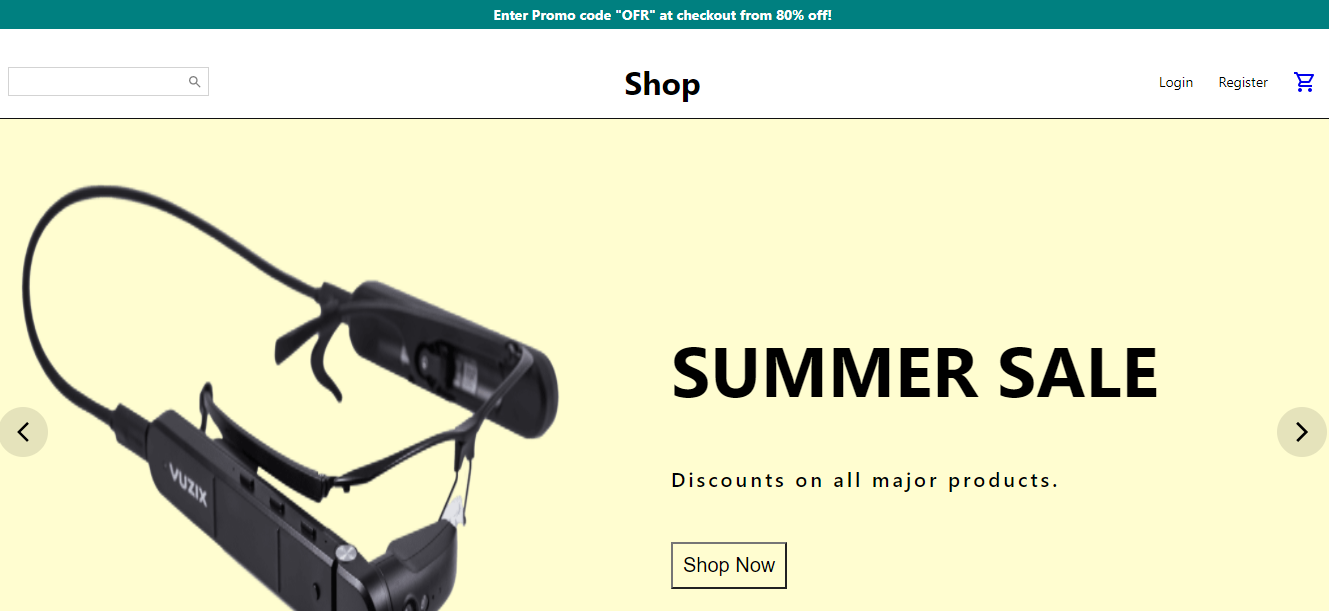 Enter Promo code "OFR" at checkout from 80% off!
Shop
Login
Register
SUMMER SALE
Discounts on all major products.
VUZIX
Shop Now